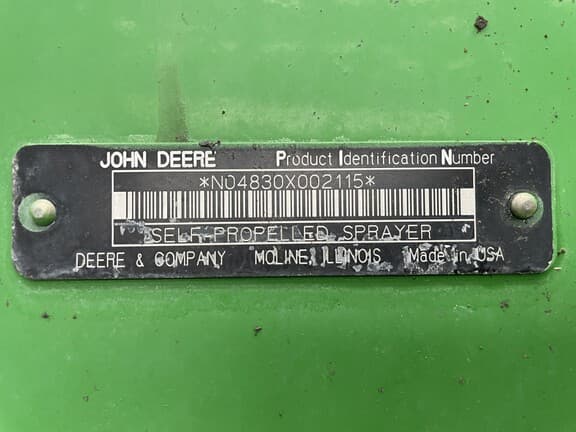 JOHN DEERE Product Identification Number
*N04830X002115*
SELF PROPELLED SPRAYER
DEERE & COMPANY MOLINE, ILLINOIS Made in USA